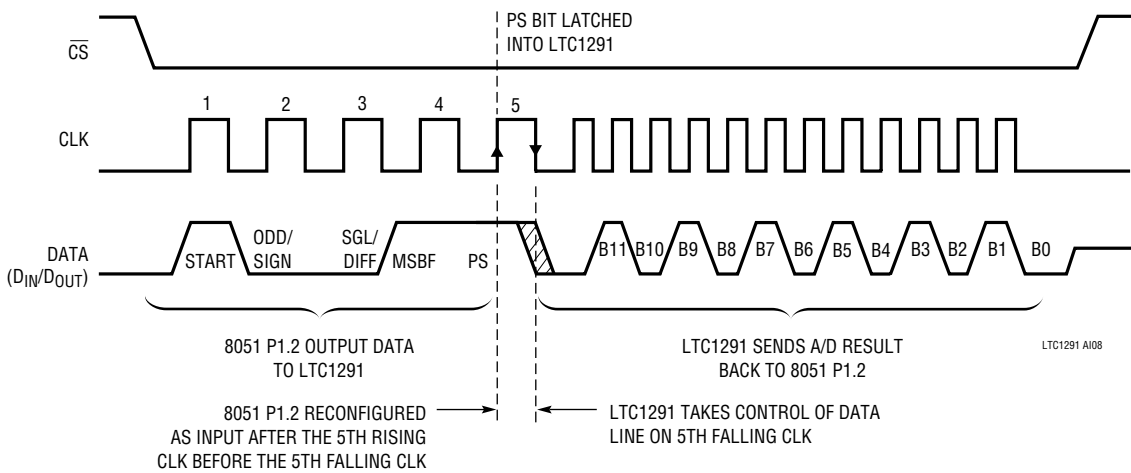 PS BIT LATCHED
INTO LTC1291
CS
1 2 3 4 5
CLK
DATA
(DIN/DOUT)
START
ODD/
SIGN
SGL/
DIFF
MSBF
PS
B11 B10 B9 B8 B7 B6 B5 B4 B3 B2 B1 B0
8051 P1.2 OUTPUT DATA
TO LTC1291
LTC1291 SENDS A/D RESULT
BACK TO 8051 P1.2
LTC1291 AI08
8051 P1.2 RECONFIGURED
AS INPUT AFTER THE 5TH RISING
CLK BEFORE THE 5TH FALLING CLK
LTC1291 TAKES CONTROL OF DATA
LINE ON 5TH FALLING CLK